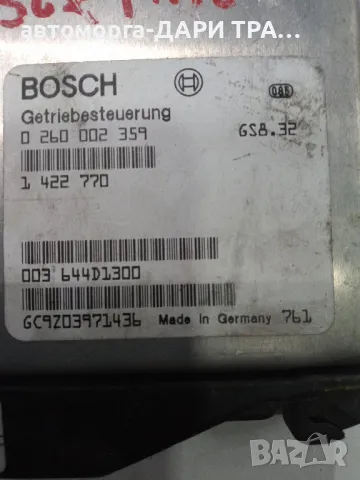 автоморга-ДАРИ ТРА...
BOSCH
Getriebesteuerung
0 260 002 359 GS8.32
1 422 770
003 644D1300
GC9Z03971436 Made in Germany 761
BAZAR